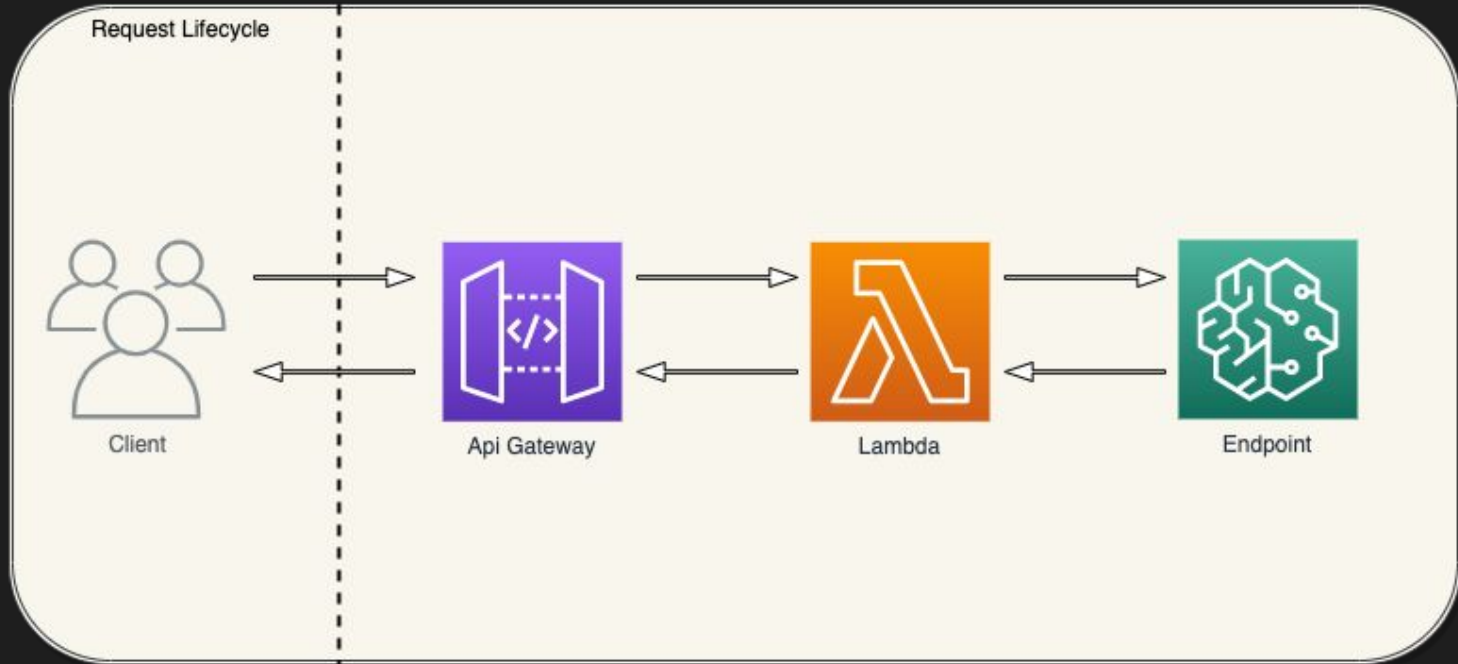 Request Lifecycle
</>
Client
Api Gateway
Lambda
Endpoint